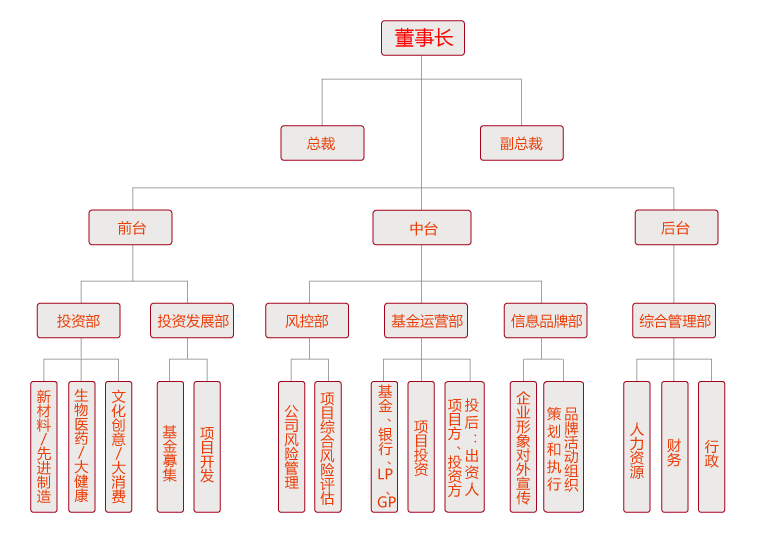 董事长
总裁
副总裁
前台
中台
后台
投资部
投资发展部
风控部
基金运营部
信息品牌部
综合管理部
新材料/先进制造
生物医药/大健康
文化创意/大消费
基金募集
项目开发
公司风险管理
项目综合风险评估
基金、银行、LP、GP
项目投资
投后：出资人
项目方、投资方
企业形象对外宣传
品牌活动组织
策划和执行
人力资源
财务
行政